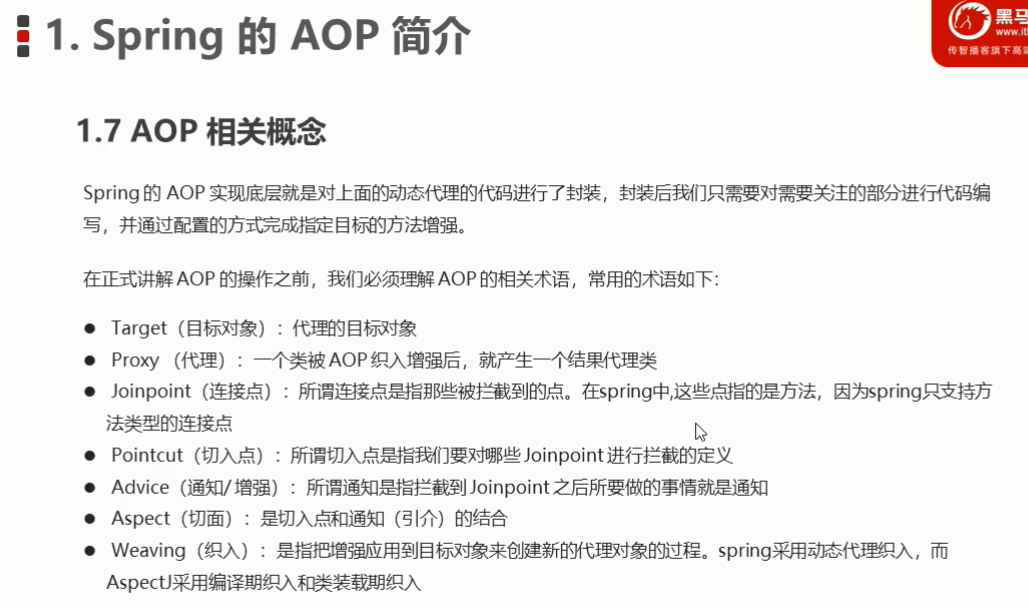 1. Spring 的 AOP 简介
黑马
www.it
传智播客旗下高端
1.7 AOP 相关概念
Spring 的 AOP 实现底层就是对上面的动态代理的代码进行了封装，封装后我们只需要对需要关注的部分进行代码编
写，并通过配置的方式完成指定目标的方法增强。
在正式讲解 AOP 的操作之前，我们必须理解 AOP 的相关术语，常用的术语如下：
● Target（目标对象）：代理的目标对象
● Proxy （代理）：一个类被 AOP 织入增强后，就产生一个结果代理类
● Joinpoint（连接点）：所谓连接点是指那些被拦截到的点。在spring中,这些点指的是方法，因为spring只支持方
法类型的连接点
● Pointcut（切入点）：所谓切入点是指我们要对哪些 Joinpoint 进行拦截的定义
● Advice（通知/ 增强）：所谓通知是指拦截到 Joinpoint 之后所要做的事情就是通知
● Aspect（切面）：是切入点和通知（引介）的结合
● Weaving（织入）：是指把增强应用到目标对象来创建新的代理对象的过程。spring采用动态代理织入，而
AspectJ采用编译期织入和类装载期织入